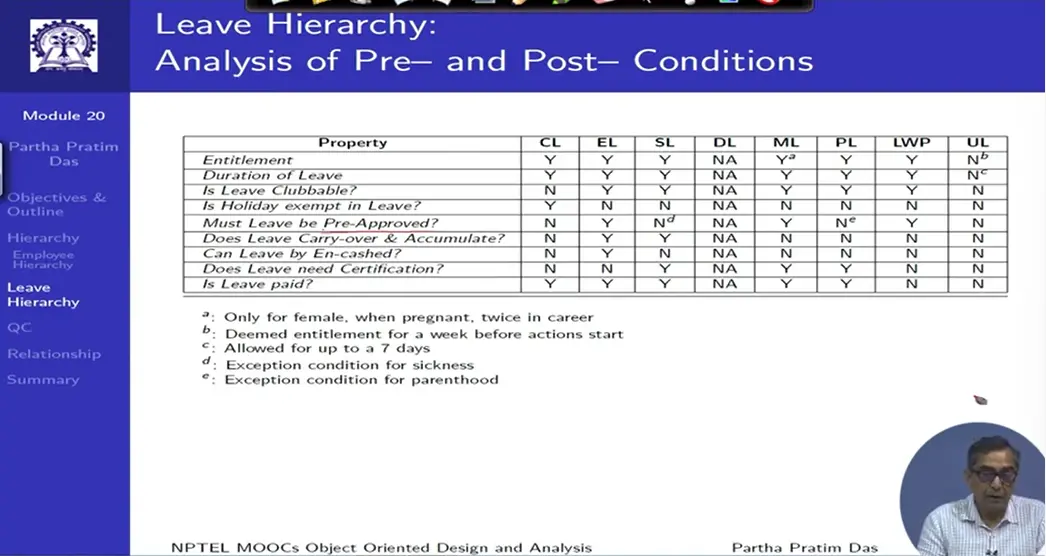 Leave Hierarchy:
Analysis of Pre– and Post– Conditions
Module 20
Partha Pratim
Das
Objectives &
Outline
Hierarchy
Employee
Hierarchy
Leave
Hierarchy
QC
Relationship
Summary
Property CL EL SL DL ML PL LWP UL
Entitlement Y Y Y NA Yᵃ Y Y Nᵇ
Duration of Leave Y Y Y NA Y Y Y Nᶜ
Is Leave Clubbable? N Y Y NA Y Y Y N
Is Holiday exempt in Leave? Y N N NA N N N N
Must Leave be Pre-Approved? N Y Nᵈ NA Y Nᵉ Y N
Does Leave Carry-over & Accumulate? N Y Y NA N N N N
Can Leave by En-cashed? N Y N NA N N N N
Does Leave need Certification? N N Y NA Y Y N N
Is Leave paid? Y Y Y NA Y Y N N
ᵃ: Only for female, when pregnant, twice in career
ᵇ: Deemed entitlement for a week before actions start
ᶜ: Allowed for up to a 7 days
ᵈ: Exception condition for sickness
ᵉ: Exception condition for parenthood
NPTEL MOOCs Object Oriented Design and Analysis Partha Pratim Das